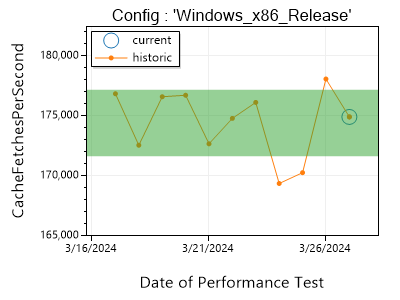 Config : 'Windows_x86_Release'
current
historic
CacheFetchesPerSecond
180,000
175,000
170,000
165,000
3/16/2024
3/21/2024
3/26/2024
Date of Performance Test